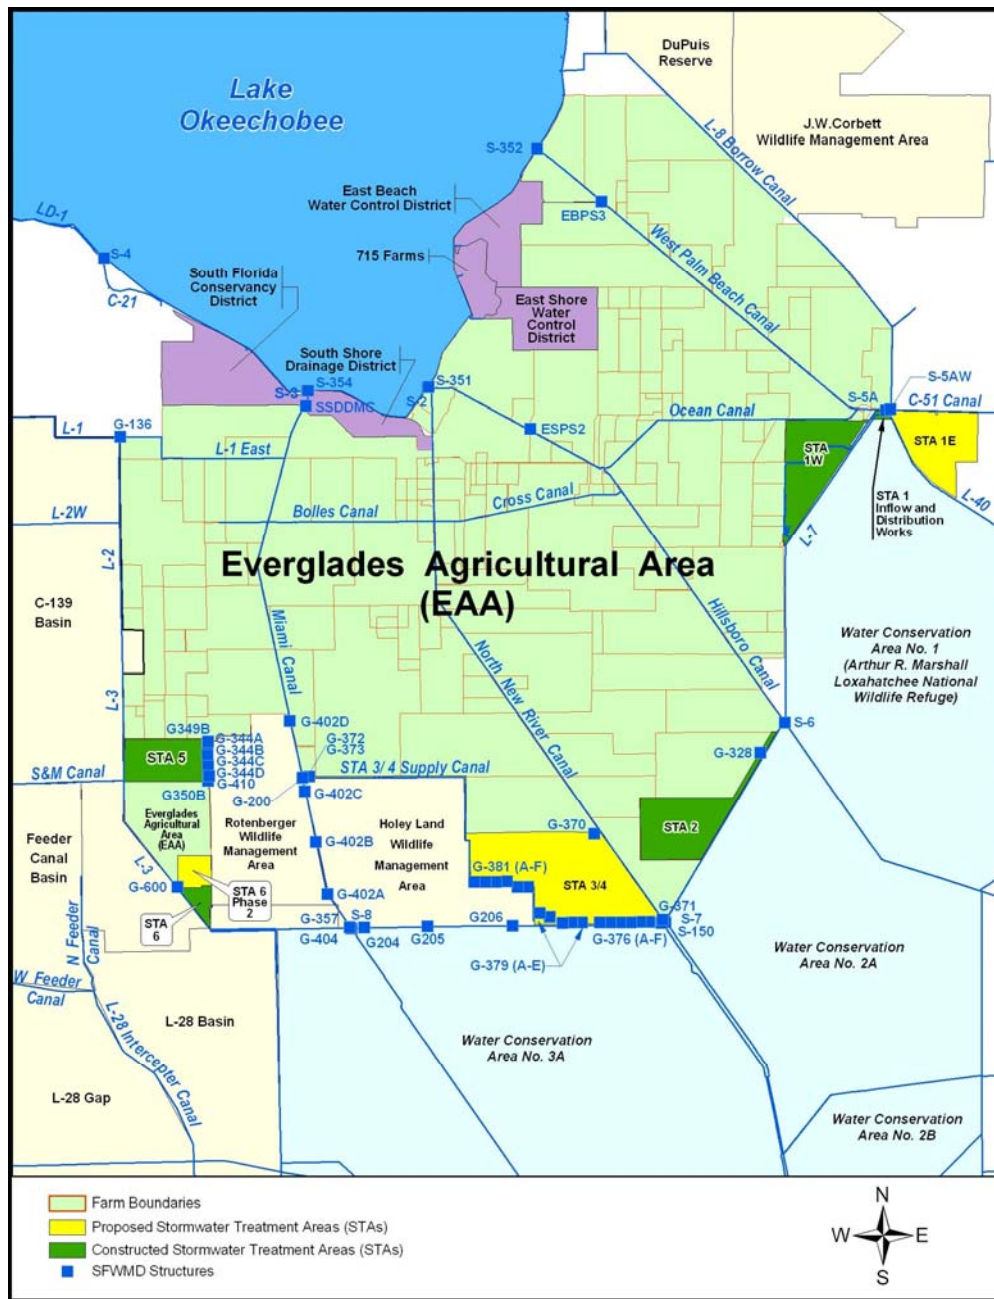 DuPuis
Reserve
Lake
Okeechobee
J.W.Corbett
Wildlife Management Area
L-8 Borrow Canal
S-352
East Beach
Water Control District
EBPS3
LD-1
West Palm Beach Canal
S-4
715 Farms
South Florida
Conservancy
District
C-21
East Shore
Water
Control
District
South Shore
Drainage District
S-354
S-351
S-3
S-2
SSDDMC
S-5AW
S-5A
C-51 Canal
Ocean Canal
L-1
G-136
ESPS2
L-1 East
STA
1W
STA 1E
Cross Canal
STA 1
Inflow and
Distribution
Works
L-40
L-2W
Bolles Canal
L-7
L-2
Everglades Agricultural Area
(EAA)
C-139
Basin
Miami Canal
Hillsboro Canal
Water Conservation
Area No. 1
(Arthur R. Marshall
Loxahatchee National
Wildlife Refuge)
North New River Canal
L-3
G-402D
S-6
G349B
G-344A
G-372
G-344B
G-373
G-328
STA 5
G-344C
G-344D
STA 3/4 Supply Canal
S&M Canal
G-410
G350B
G-200
G-402C
Everglades
Agricultural
Area
(EAA)
Rotenberger
Wildlife
Management
Area
Holey Land
Wildlife
Management
Area
G-370
STA 2
Feeder
Canal
Basin
G-402B
L-3
G-381 (A-F)
G-600
STA 6
Phase
2
G-402A
STA 3/4
STA
6
G-357
S-8
G206
G-371
S-7
G-404
G204
G205
G-376 (A-F)
S-150
N Feeder
Canal
G-379 (A-E)
Water Conservation
Area No. 2A
W Feeder
Canal
L-28 Intercepter Canal
L-28 Basin
Water Conservation
Area No. 3A
L-28 Gap
Water Conservation
Area No. 2B
Farm Boundaries
Proposed Stormwater Treatment Areas (STAs)
Constructed Stormwater Treatment Areas (STAs)
SFWMD Structures
N
W
E
S